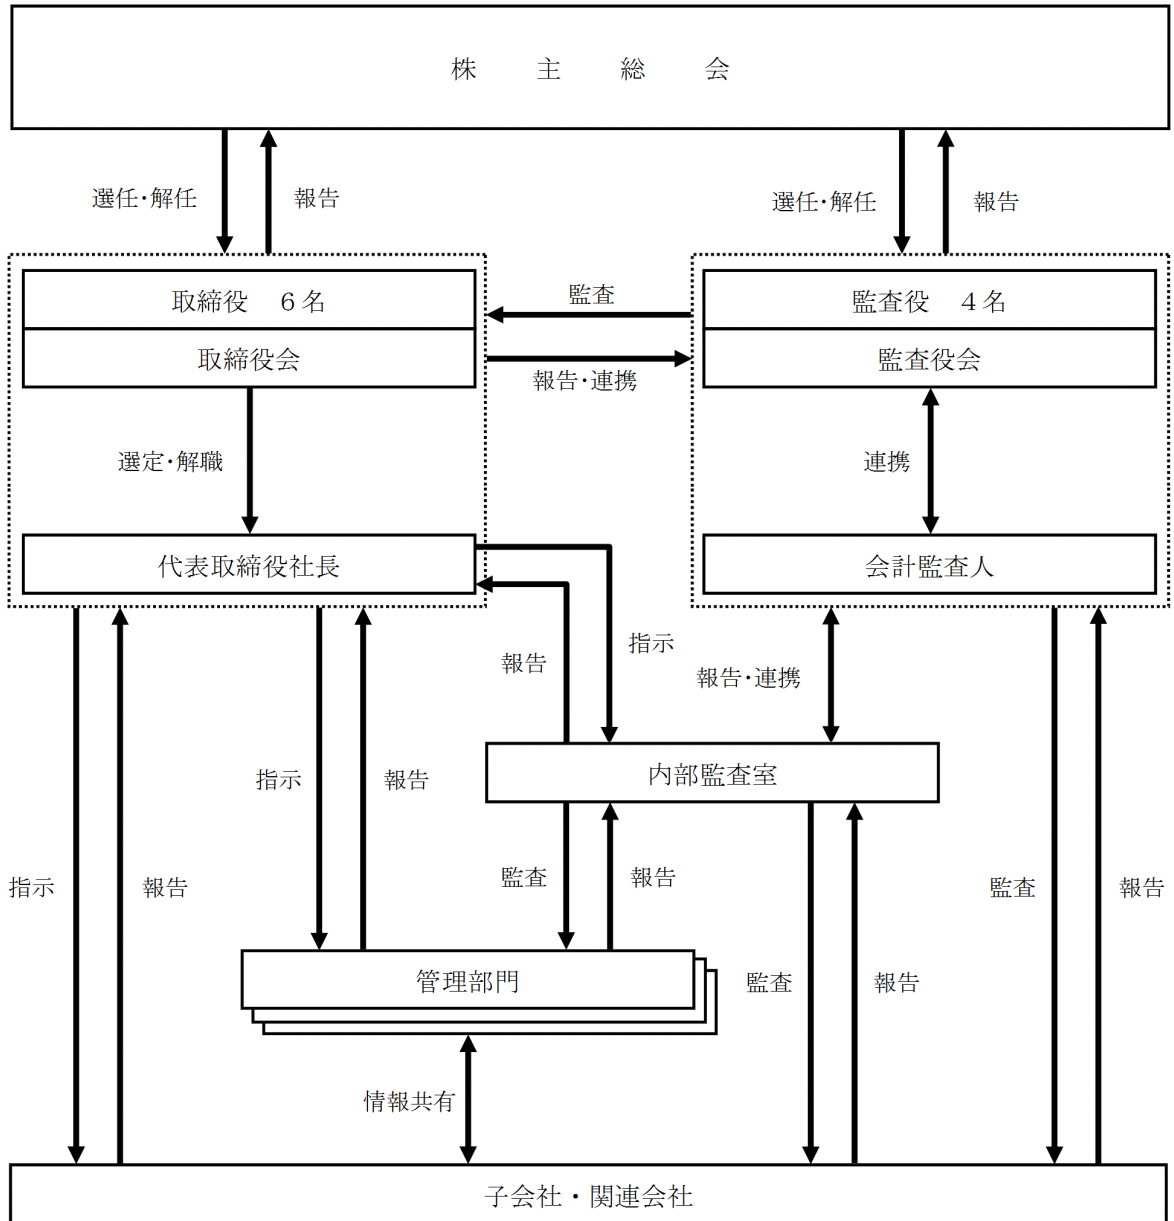 株　主　総　会
選任・解任
報告
選任・解任
報告
取締役　６名
監査
監査役　４名
取締役会
報告・連携
監査役会
選定・解職
連携
代表取締役社長
会計監査人
報告
指示
報告・連携
指示
報告
内部監査室
指示
報告
監査
報告
監査
報告
管理部門
監査
報告
情報共有
子会社・関連会社